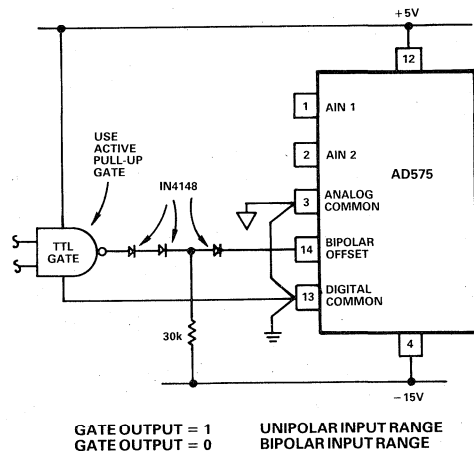 +5V
12
1 AIN 1
2 AIN 2
AD575
3 ANALOG
COMMON
14 BIPOLAR
OFFSET
13 DIGITAL
COMMON
4
−15V
USE
ACTIVE
PULL-UP
GATE
IN4148
TTL
GATE
30k
GATE OUTPUT = 1 UNIPOLAR INPUT RANGE
GATE OUTPUT = 0 BIPOLAR INPUT RANGE